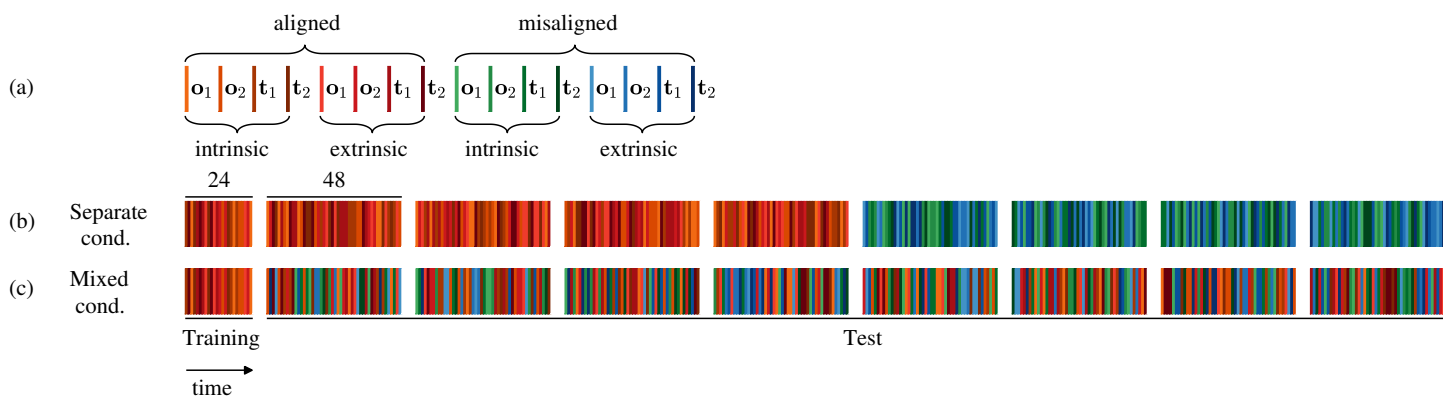 aligned misaligned
(a) o₁ o₂ t₁ t₂ o₁ o₂ t₁ t₂ o₁ o₂ t₁ t₂ o₁ o₂ t₁ t₂
intrinsic extrinsic intrinsic extrinsic
24 48
(b) Separate
cond.
(c) Mixed
cond.
Training Test
time